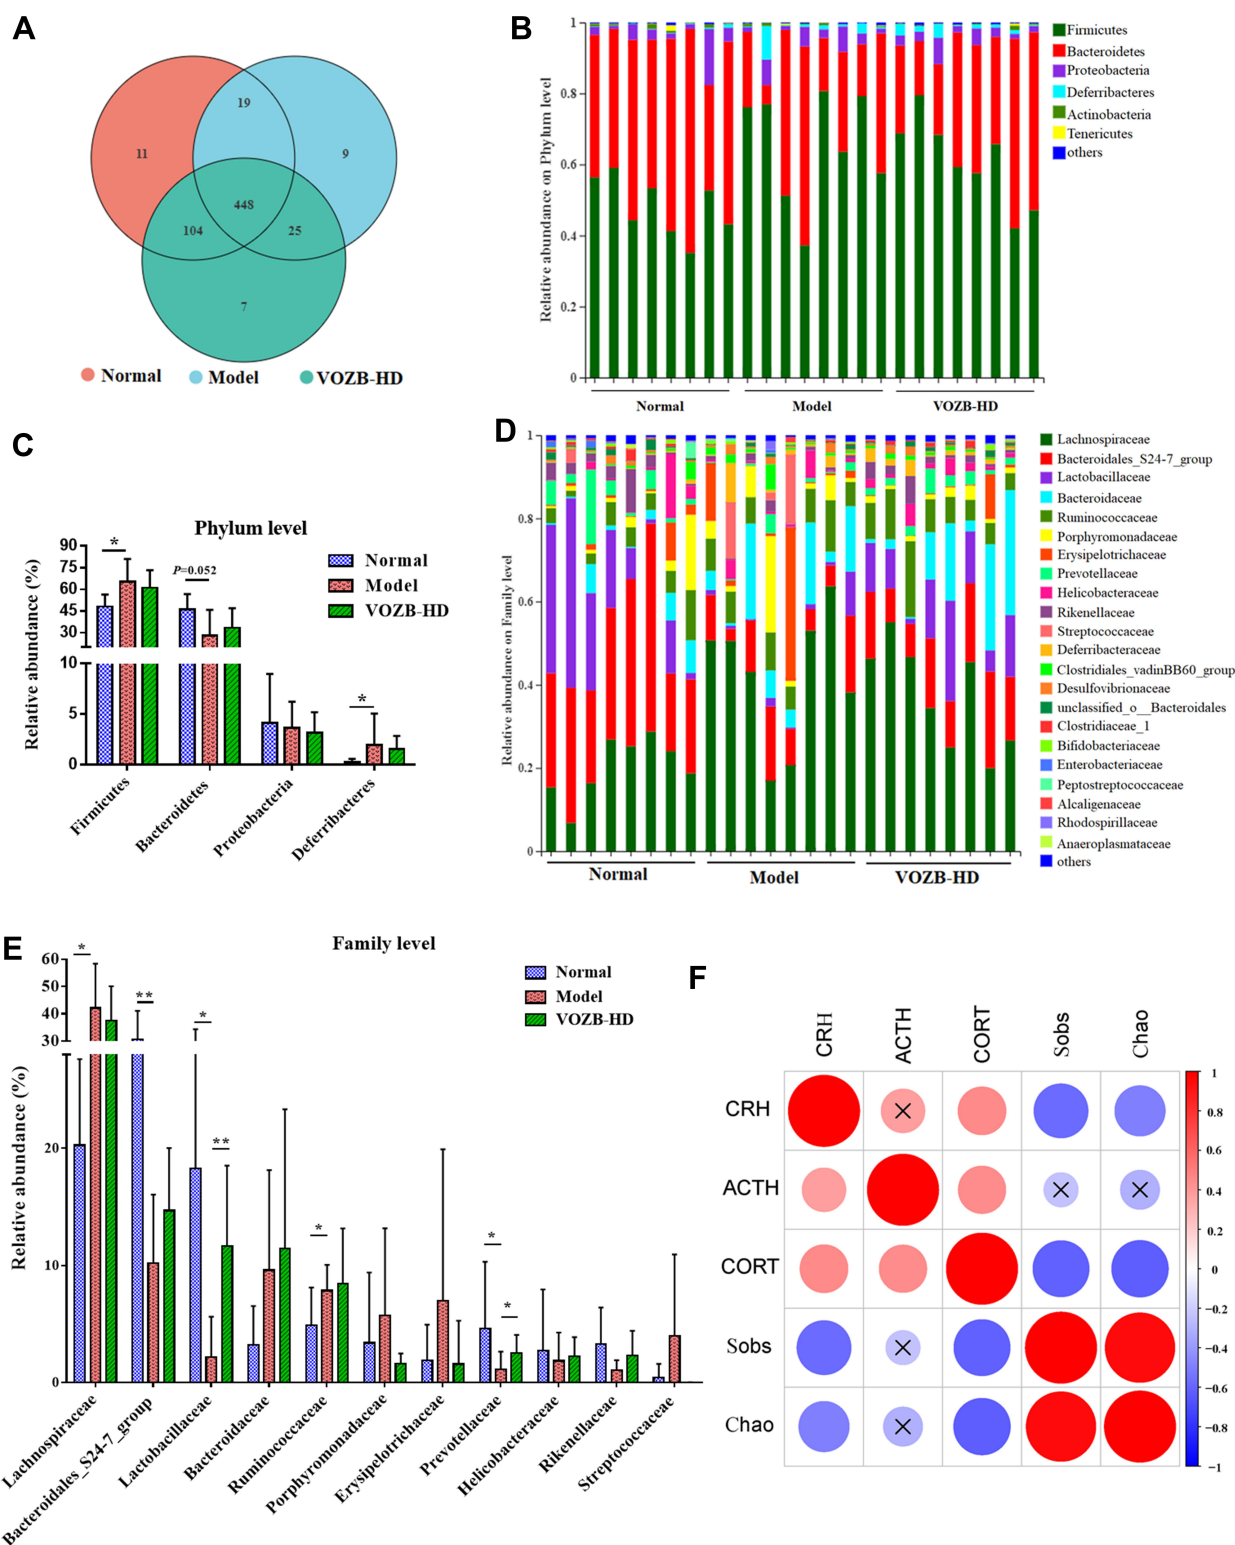 A
19
11
9
448
104
25
7
Normal
Model
VOZB-HD
B
Relative abundance on Phylum level
1
0.8
0.6
0.4
0.2
0
Normal
Model
VOZB-HD
Firmicutes
Bacteroidetes
Proteobacteria
Deferribacteres
Actinobacteria
Tenericutes
others
C
Phylum level
Relative abundance (%)
90
75
60
45
30
10
5
0
*
P=0.052
*
Normal
Model
VOZB-HD
Firmicutes
Bacteroidetes
Proteobacteria
Deferribacteres
D
Relative abundance on Family level
1
0.8
0.6
0.4
0.2
0
Normal
Model
VOZB-HD
Lachnospiraceae
Bacteroidales_S24-7_group
Lactobacillaceae
Bacteroidaceae
Ruminococcaceae
Porphyromonadaceae
Erysipelotrichaceae
Prevotellaceae
Helicobacteraceae
Rikenellaceae
Streptococcaceae
Deferribacteraceae
Clostridiales_vadinBB60_group
Desulfovibrionaceae
unclassified_o__Bacteroidales
Clostridiaceae_1
Bifidobacteriaceae
Enterobacteriaceae
Peptostreptococcaceae
Alcaligenaceae
Rhodospirillaceae
Anaeroplasmataceae
others
E
Family level
Relative abundance (%)
60
50
40
30
20
10
0
*
**
*
**
*
*
*
Normal
Model
VOZB-HD
Lachnospiraceae
Bacteroidales_S24-7_group
Lactobacillaceae
Bacteroidaceae
Ruminococcaceae
Porphyromonadaceae
Erysipelotrichaceae
Prevotellaceae
Helicobacteraceae
Rikenellaceae
Streptococcaceae
F
CRH
ACTH
CORT
Sobs
Chao
CRH
ACTH
CORT
Sobs
Chao
1
0.8
0.6
0.4
0.2
0
−0.2
−0.4
−0.6
−0.8
−1